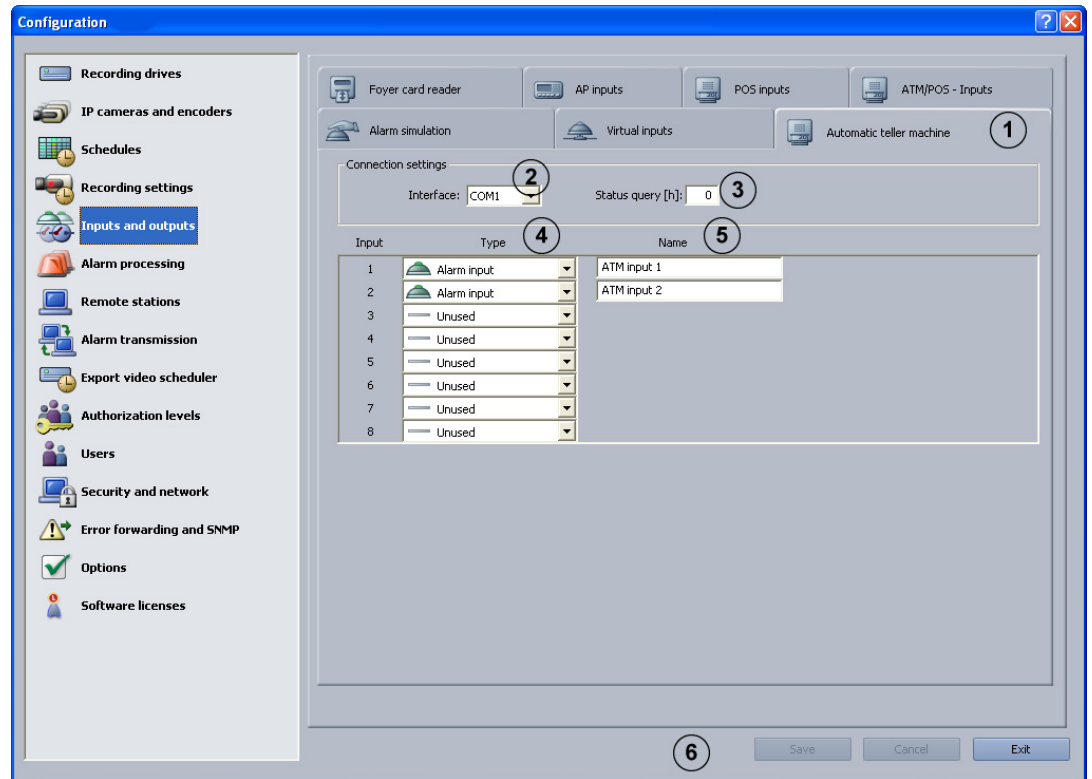 Configuration
Recording drives
IP cameras and encoders
Schedules
Recording settings
Inputs and outputs
Alarm processing
Remote stations
Alarm transmission
Export video scheduler
Authorization levels
Users
Security and network
Error forwarding and SNMP
Options
Software licenses
Foyer card reader
AP inputs
POS inputs
ATM/POS - Inputs
Alarm simulation
Virtual inputs
Automatic teller machine
1
Connection settings
2
Interface: COM1
Status query [h]: 0
3
Input Type 4 Name 5
1 Alarm input ATM input 1
2 Alarm input ATM input 2
3 Unused
4 Unused
5 Unused
6 Unused
7 Unused
8 Unused
6
Save
Cancel
Exit